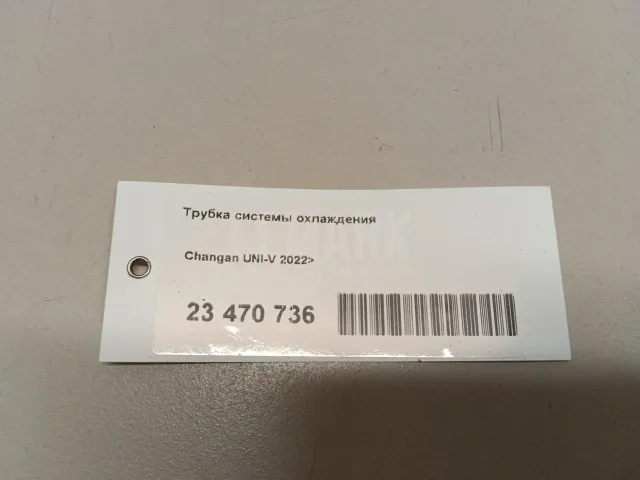 Трубка системы охлаждения
Changan UNI-V 2022>
23 470 736